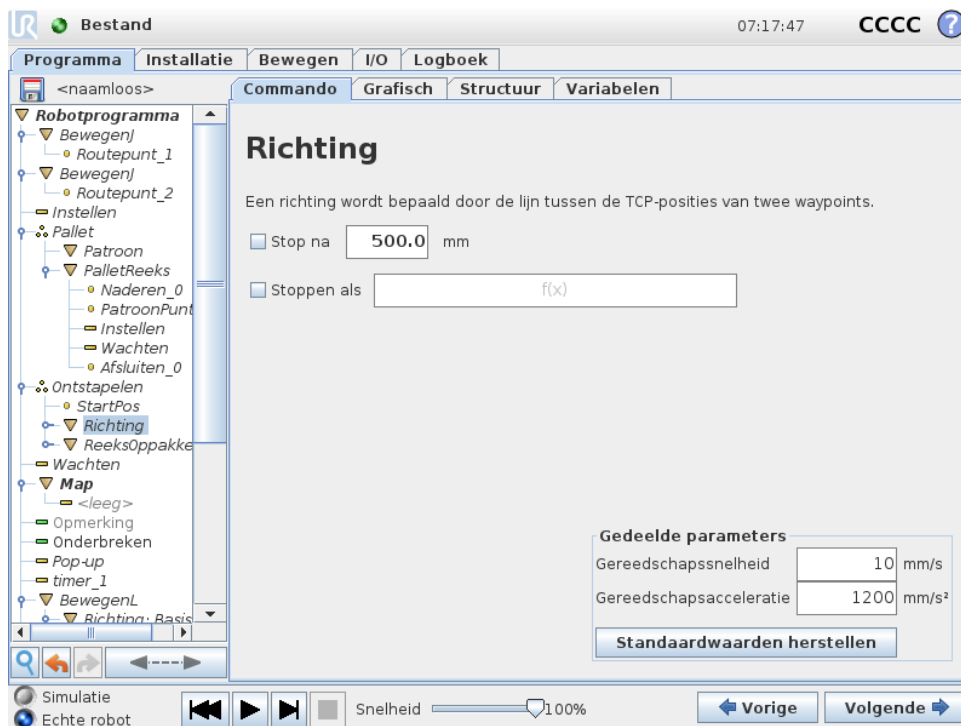 UR Bestand 07:17:47 CCCC ?
Programma Installatie Bewegen I/O Logboek
<naamloos>
Commando Grafisch Structuur Variabelen
Robotprogramma
BewegenJ
Routepunt_1
BewegenJ
Routepunt_2
Instellen
Pallet
Patroon
PalletReeks
Naderen_0
PatroonPunt
Instellen
Wachten
Afsluiten_0
Ontstapelen
StartPos
Richting
ReeksOppakke
Wachten
Map
<leeg>
Opmerking
Onderbreken
Pop-up
timer_1
BewegenL
Richting: Basis
Richting
Een richting wordt bepaald door de lijn tussen de TCP-posities van twee waypoints.
Stop na 500.0 mm
Stoppen als f(x)
Gedeelde parameters
Gereedschapssnelheid 10 mm/s
Gereedschapsacceleratie 1200 mm/s²
Standaardwaarden herstellen
Simulatie
Echte robot
Snelheid 100%
Vorige Volgende